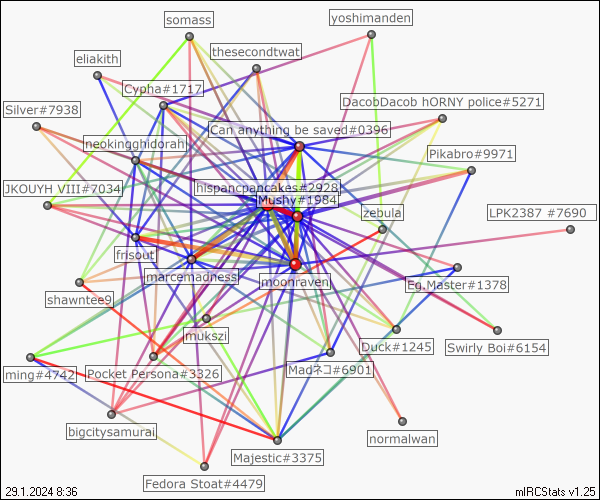 somass
yoshimanden
eliakith
thesecondtwat
Cypha#1717
DacobDacob hORNY police#5271
Silver#7938
Can anything be saved#0396
neokingghidorah
Pikabro#9971
JKOUYH VIII#7034
hispancpancakes#2928
Mushy#1984
zebula
LPK2387 #7690
frisout
marcemadness
moonraven
Eg.Master#1378
shawntee9
mukszi
Duck#1245
Swirly Boi#6154
ming#4742
Pocket Persona#3326
Madネコ#6901
bigcitysamurai
normalwan
Majestic#3375
Fedora Stoat#4479
29.1.2024 8:36
mIRCStats v1.25